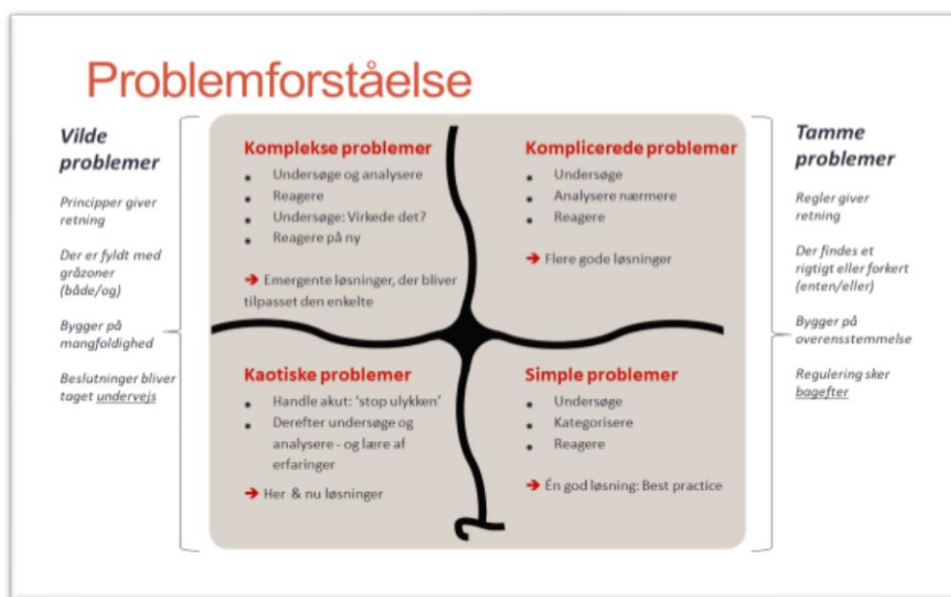 Problemforståelse
Vilde
problemer
Principper giver
retning
Der er fyldt med
gråzoner
(både/og)
Bygger på
mangfoldighed
Beslutninger bliver
taget undervejs
Komplekse problemer
• Undersøge og analysere
• Reagere
• Undersøge: Virkede det?
• Reagere på ny
➔ Emergente løsninger, der bliver
tilpasset den enkelte
Komplicerede problemer
• Undersøge
• Analysere nærmere
• Reagere
➔ Flere gode løsninger
Kaotiske problemer
• Handle akut: ‘stop ulykken’
• Derefter undersøge og
analysere - og lære af
erfaringer
➔ Her & nu løsninger
Simple problemer
• Undersøge
• Kategorisere
• Reagere
➔ Én god løsning: Best practice
Tamme
problemer
Regler giver
retning
Der findes et
rigtigt eller forkert
(enten/eller)
Bygger på
overensstemmelse
Regulering sker
bagefter